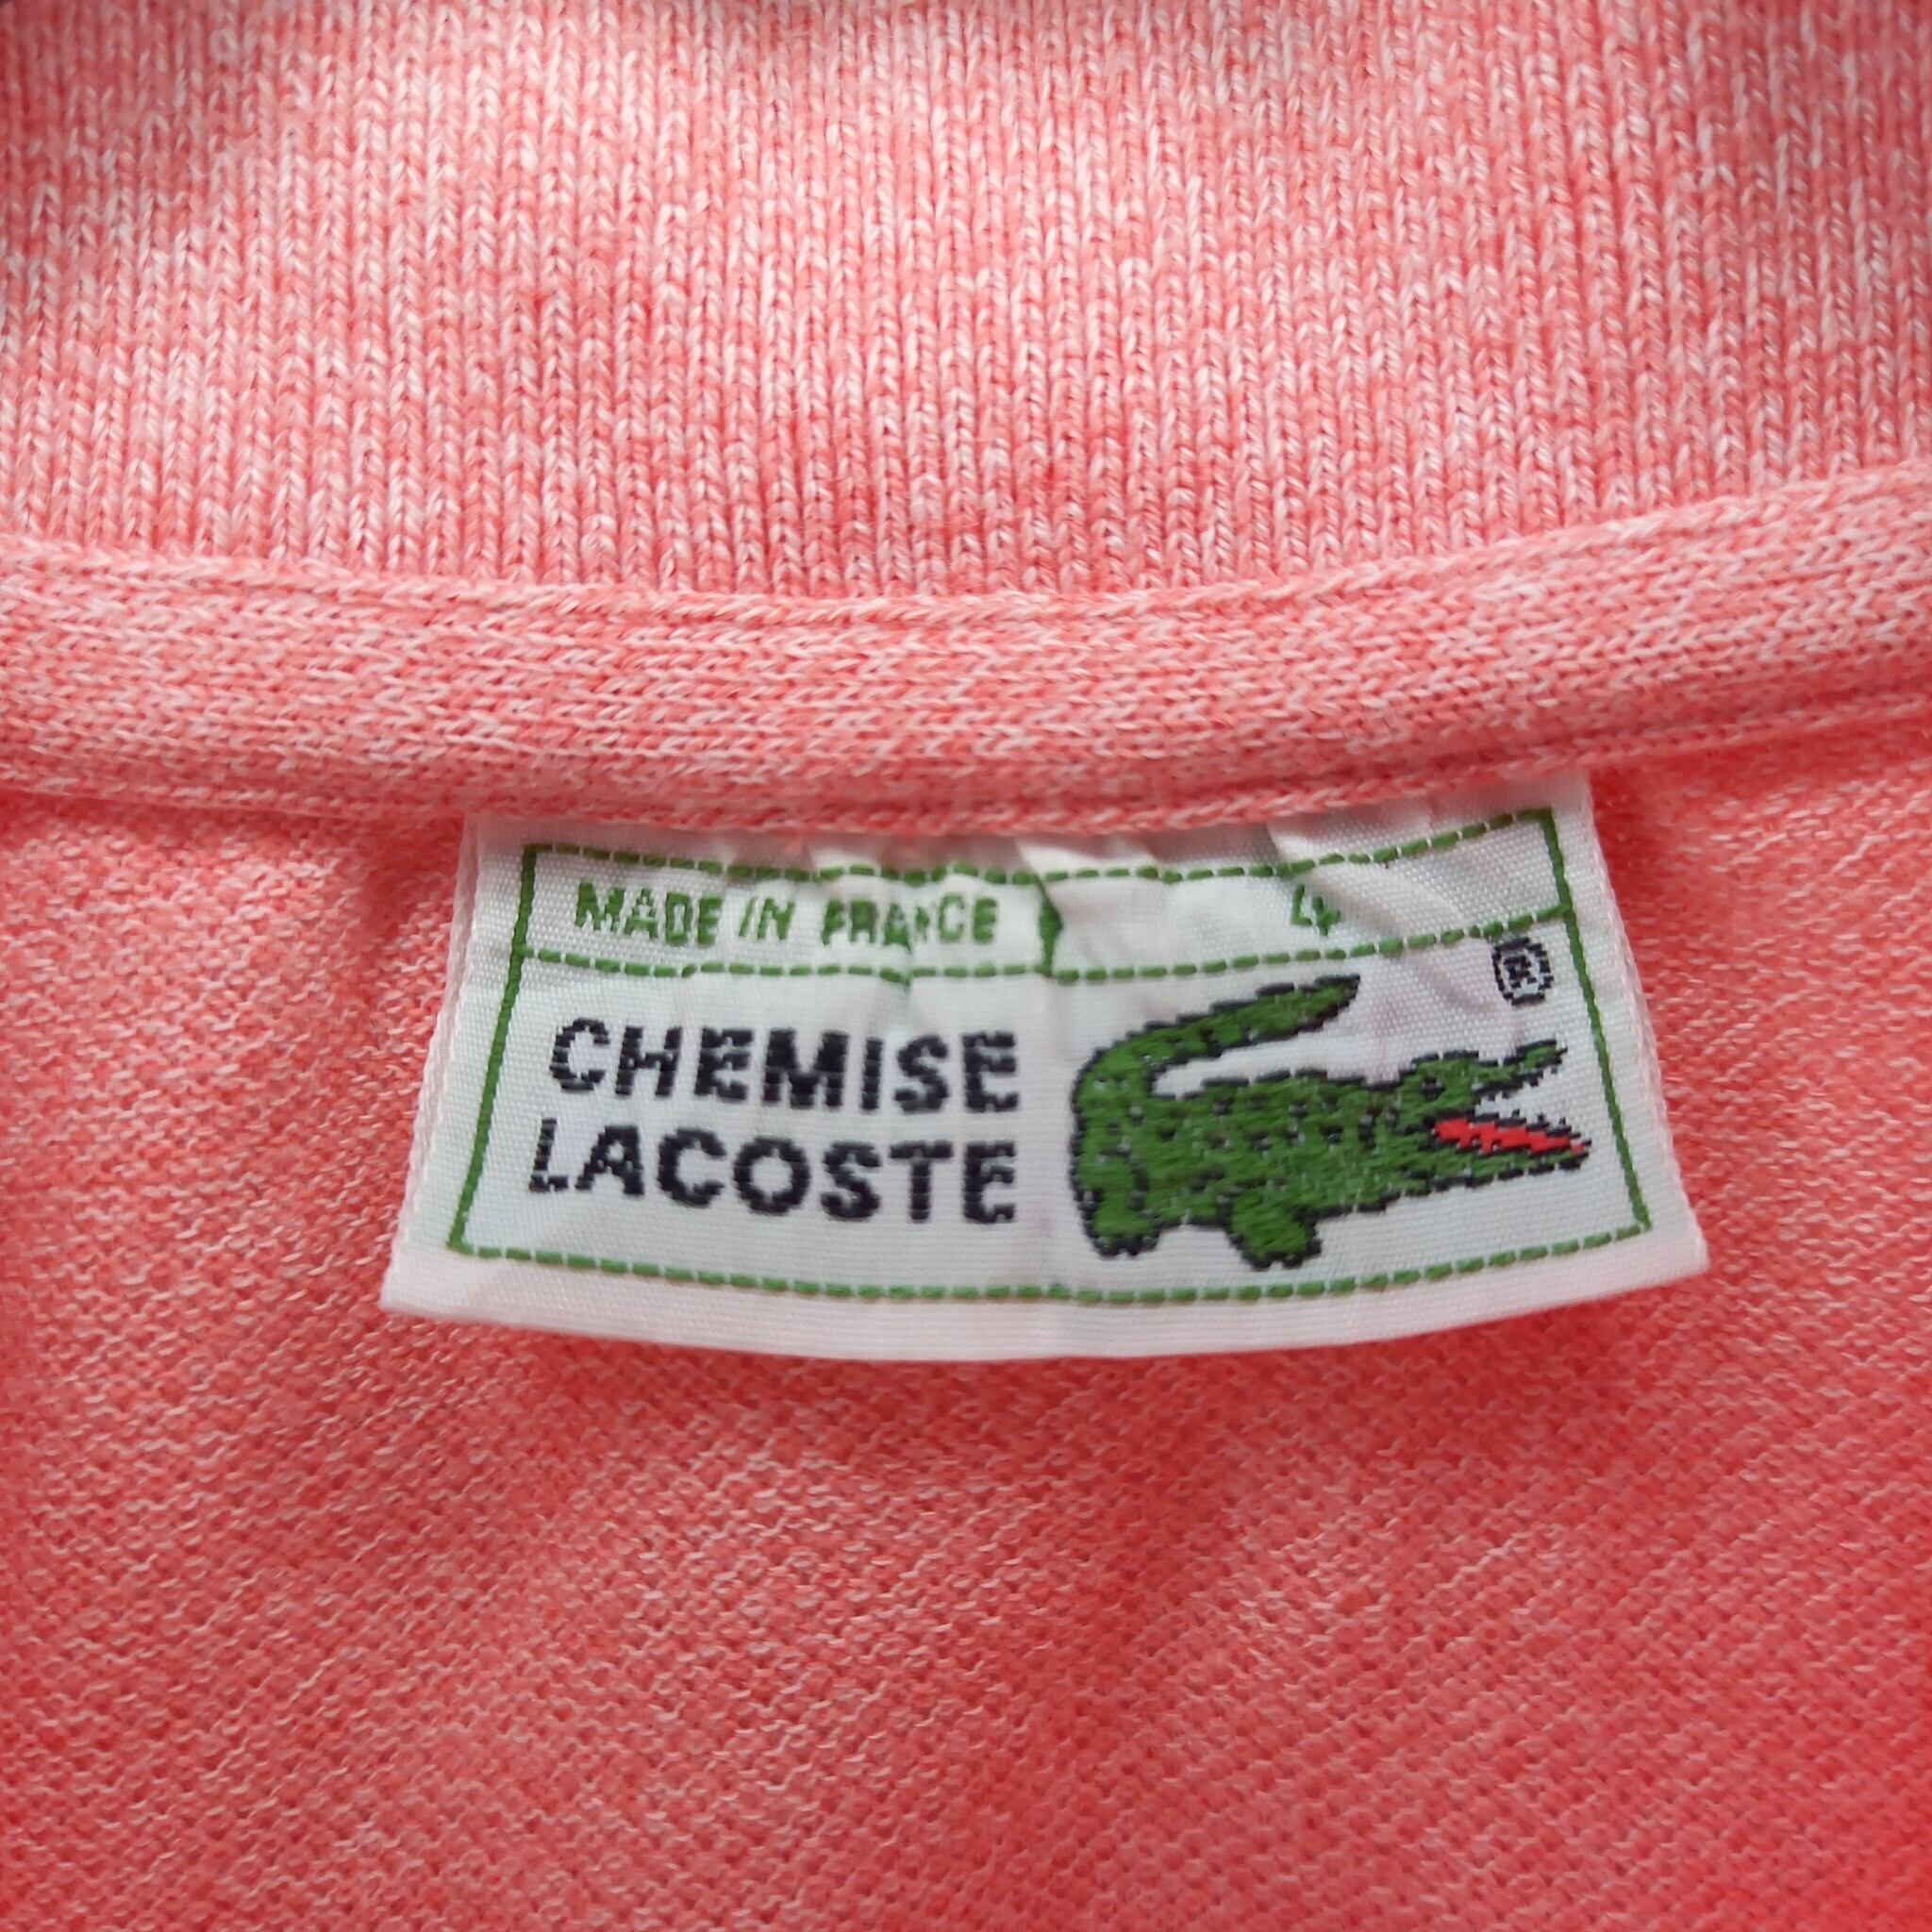 MADE IN FRANCE 4
CHEMISE
LACOSTE
®